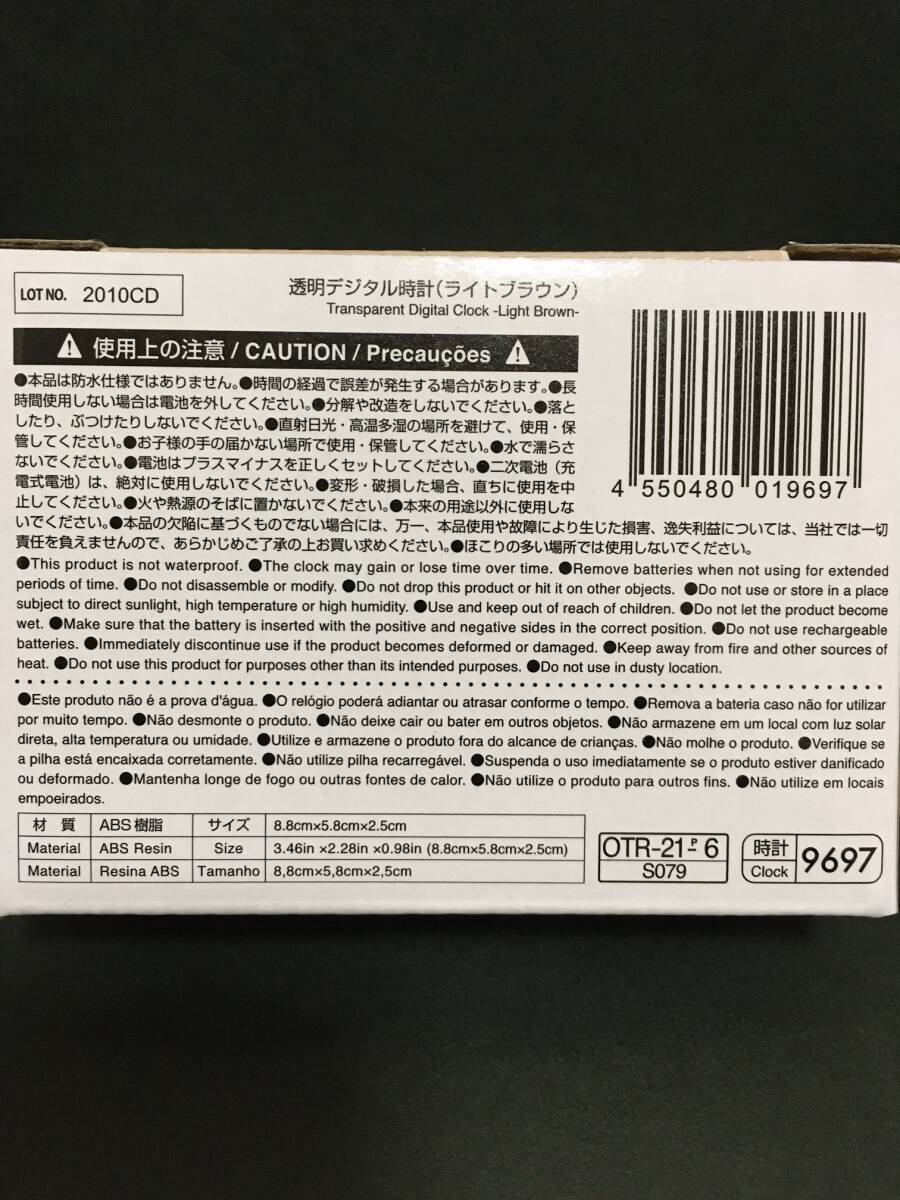 LOT NO. 2010CD
透明デジタル時計(ライトブラウン)
Transparent Digital Clock -Light Brown-
使用上の注意 / CAUTION / Precauções
●本品は防水仕様ではありません。●時間の経過で誤差が発生する場合があります。●長
時間使用しない場合は電池を外してください。●分解や改造をしないでください。●落と
したり、ぶつけたりしないでください。●直射日光・高温多湿の場所を避けて、使用・保
管してください。●お子様の手の届かない場所で使用・保管してください。●水で濡らさ
ないでください。●電池はプラスマイナスを正しくセットしてください。●二次電池（充
電式電池）は、絶対に使用しないでください。●変形・破損した場合、直ちに使用を中
止してください。●火や熱源のそばに置かないでください。●本来の用途以外に使用しな
いでください。●本品の欠陥に基づくものでない場合には、万一、本品使用や故障により生じた損害、逸失利益については、当社では一切
責任を負えませんので、あらかじめご了承の上お買い求めください。●ほこりの多い場所では使用しないでください。
4 550480 019697
●This product is not waterproof. ●The clock may gain or lose time over time. ●Remove batteries when not using for extended
periods of time. ●Do not disassemble or modify. ●Do not drop this product or hit it on other objects. ●Do not use or store in a place
subject to direct sunlight, high temperature or high humidity. ●Use and keep out of reach of children. ●Do not let the product become
wet. ●Make sure that the battery is inserted with the positive and negative sides in the correct position. ●Do not use rechargeable
batteries. ●Immediately discontinue use if the product becomes deformed or damaged. ●Keep away from fire and other sources of
heat. ●Do not use this product for purposes other than its intended purposes. ●Do not use in dusty location.
●Este produto não é a prova d'água. ●O relógio poderá adiantar ou atrasar conforme o tempo. ●Remova a bateria caso não for utilizar
por muito tempo. ●Não desmonte o produto. ●Não deixe cair ou bater em outros objetos. ●Não armazene em um local com luz solar
direta, alta temperatura ou umidade. ●Utilize e armazene o produto fora do alcance de crianças. ●Não molhe o produto. ●Verifique se
a pilha está encaixada corretamente. ●Não utilize pilha recarregável. ●Suspenda o uso imediatamente se o produto estiver danificado
ou deformado. ●Mantenha longe de fogo ou outras fontes de calor. ●Não utilize o produto para outros fins. ●Não utilize em locais
empoeirados.
材 質 ABS樹脂 サイズ 8.8cm×5.8cm×2.5cm
Material ABS Resin Size 3.46in ×2.28in ×0.98in (8.8cm×5.8cm×2.5cm)
Material Resina ABS Tamanho 8,8cm×5,8cm×2,5cm
OTR-21-P 6
S079
時計
Clock
9697